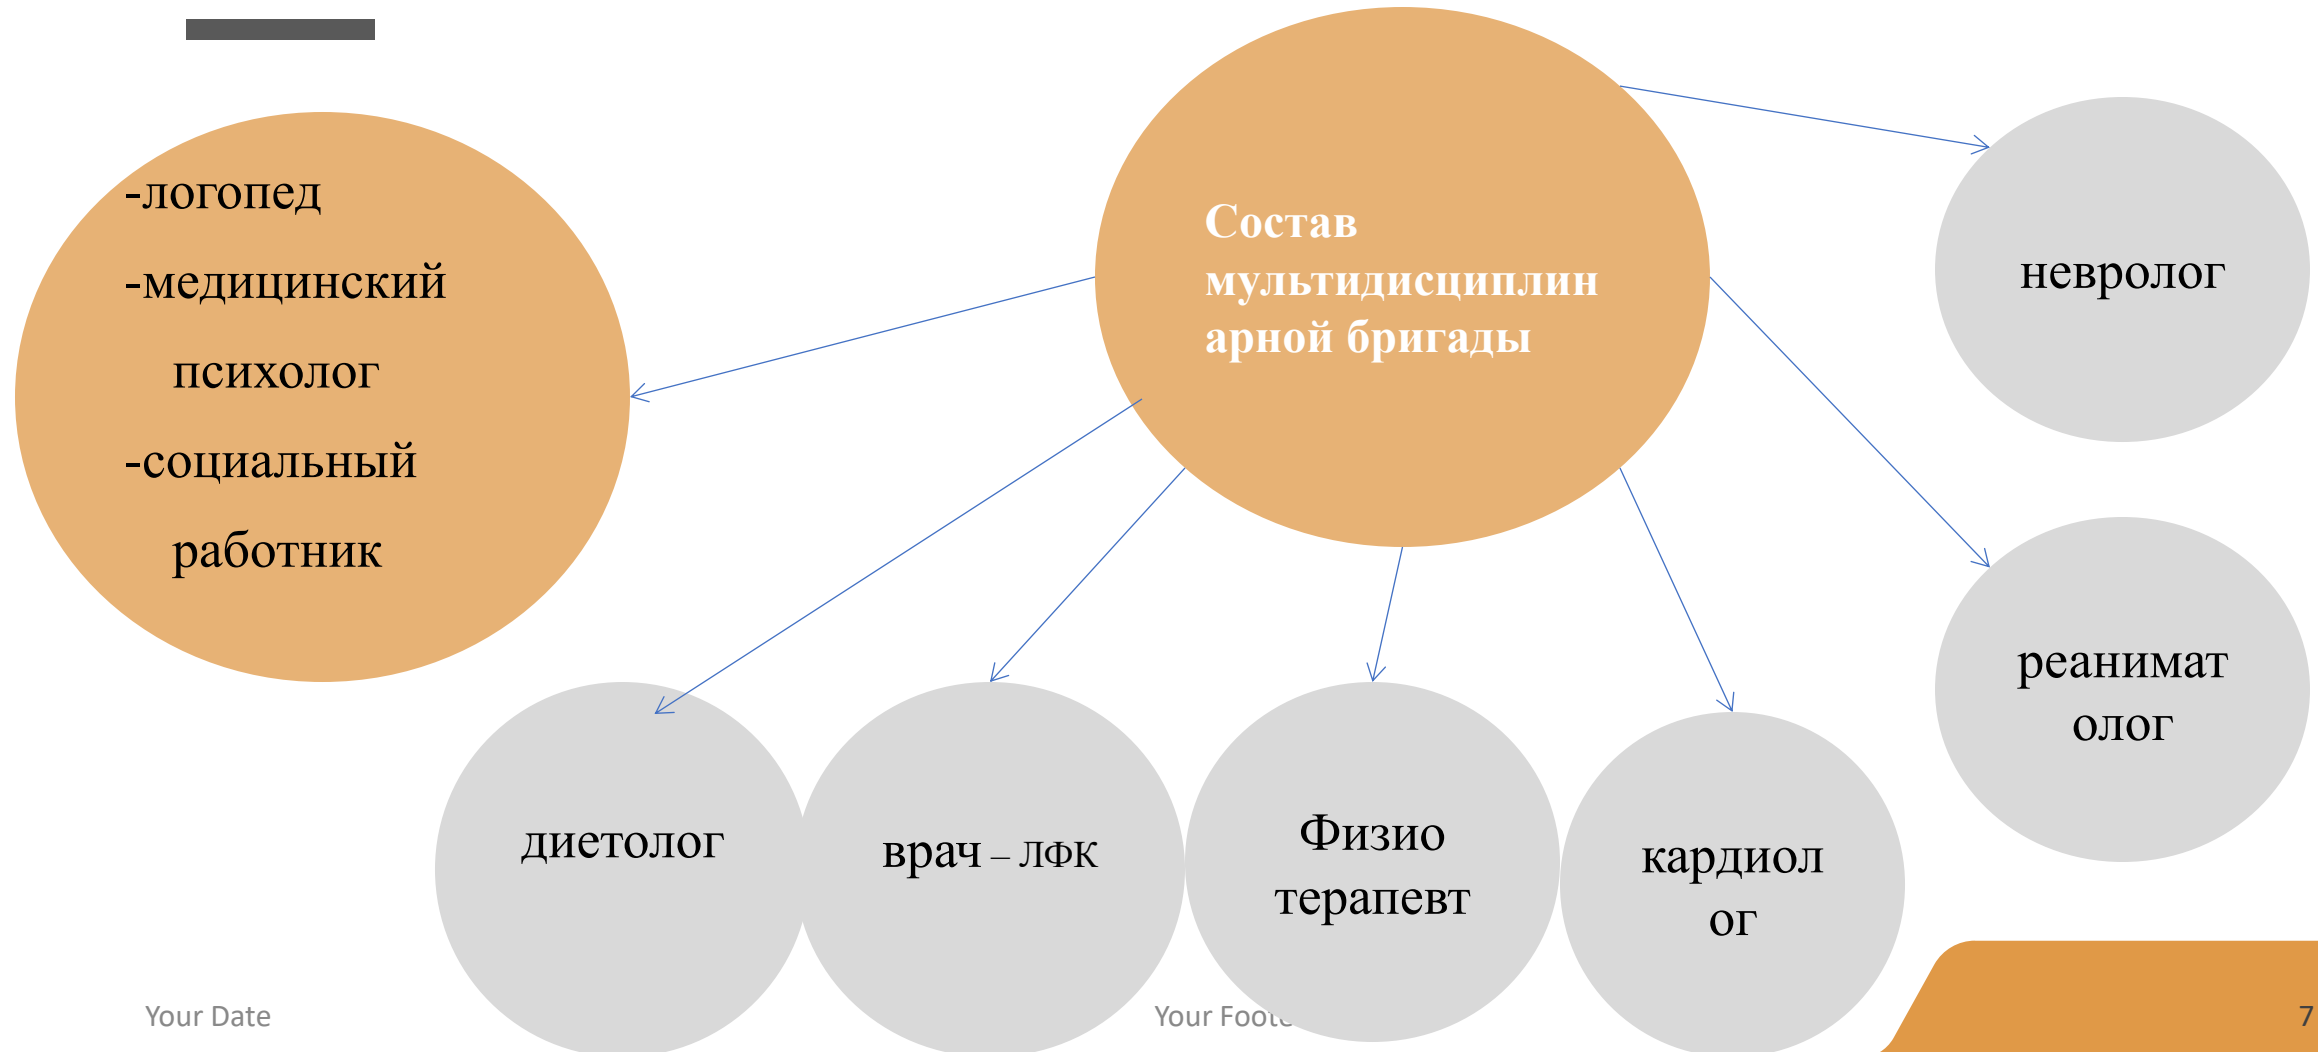 -логопед
-медицинский
психолог
-социальный
работник
Состав
мультидисциплин
арной бригады
невролог
реанимат
олог
диетолог
врач – ЛФК
Физио
терапевт
кардиол
ог
Your Date
Your Foote
7